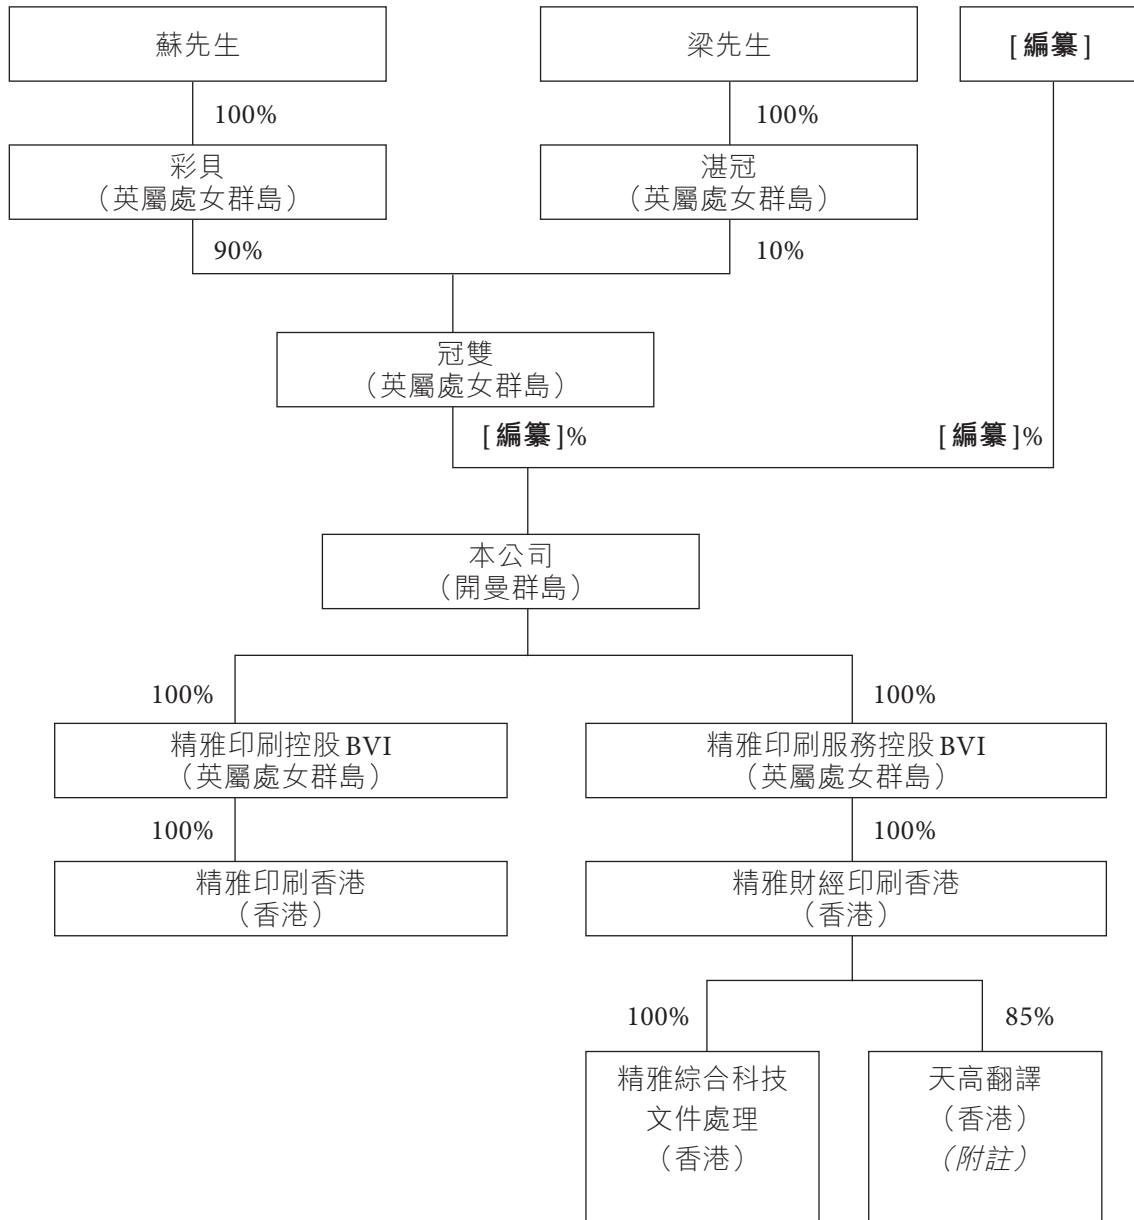 蘇先生
梁先生
[編纂]
100%
100%
彩貝
(英屬處女群島)
湛冠
(英屬處女群島)
90%
10%
冠雙
(英屬處女群島)
[編纂]%
[編纂]%
本公司
(開曼群島)
100%
100%
精雅印刷控股BVI
(英屬處女群島)
精雅印刷服務控股BVI
(英屬處女群島)
100%
100%
精雅印刷香港
(香港)
精雅財經印刷香港
(香港)
100%
85%
精雅綜合科技
文件處理
(香港)
天高翻譯
(香港)
(附註)